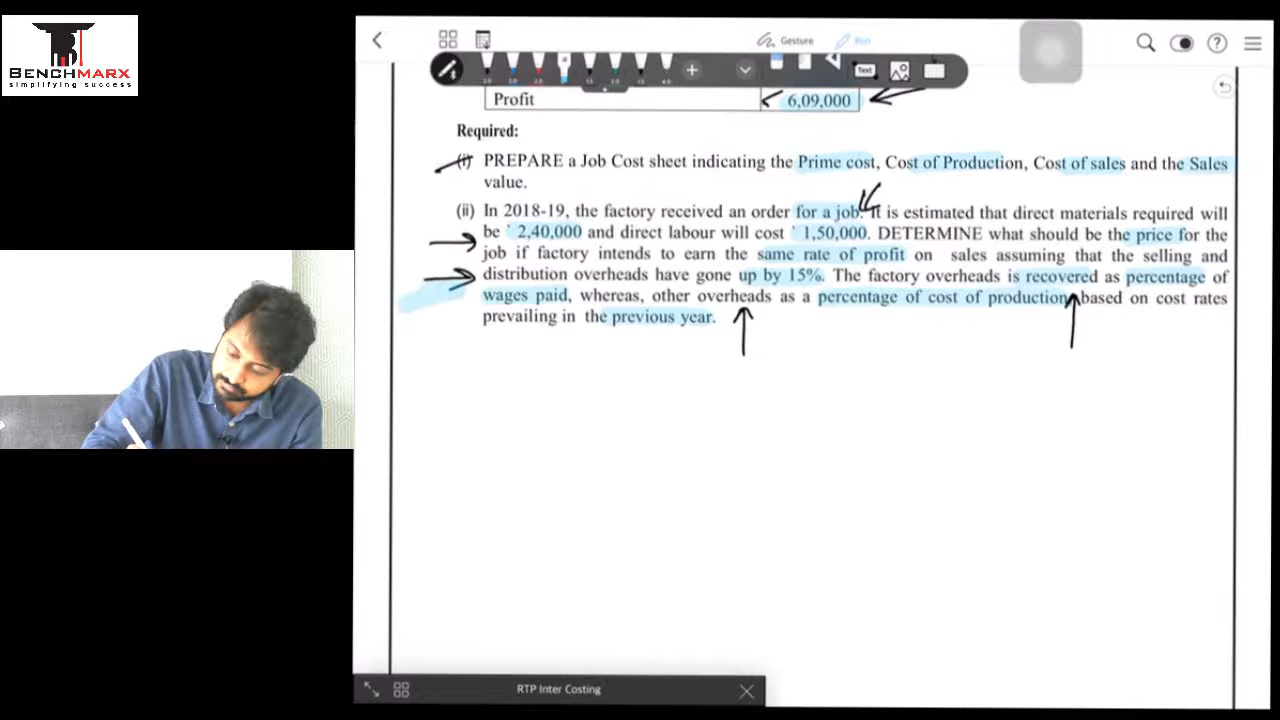 BENCHMARX
simplifying success
Gesture
Pen
Text
Profit
6,09,000
Required:
(i) PREPARE a Job Cost sheet indicating the Prime cost, Cost of Production, Cost of sales and the Sales
value.
(ii) In 2018-19, the factory received an order for a job. It is estimated that direct materials required will
be ` 2,40,000 and direct labour will cost ` 1,50,000. DETERMINE what should be the price for the
job if factory intends to earn the same rate of profit on sales assuming that the selling and
distribution overheads have gone up by 15%. The factory overheads is recovered as percentage of
wages paid, whereas, other overheads as a percentage of cost of production, based on cost rates
prevailing in the previous year.
RTP Inter Costing